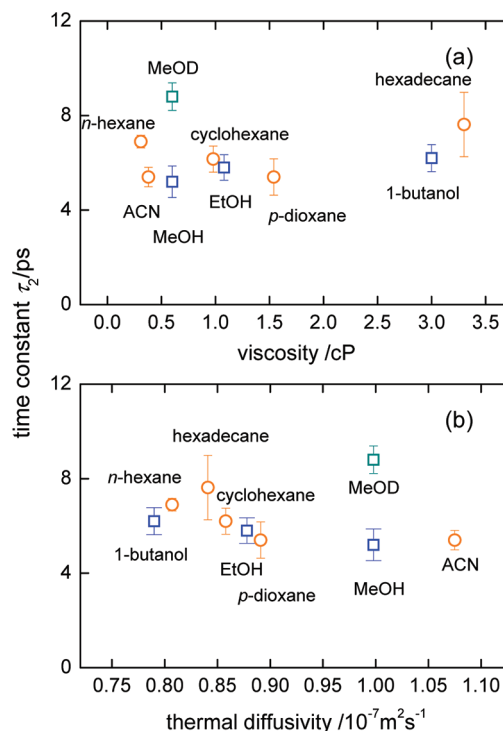 time constant τ₂/ps
12
(a)
MeOD
hexadecane
n-hexane
8
cyclohexane
4
ACN
EtOH
1-butanol
MeOH
p-dioxane
0
0.0 0.5 1.0 1.5 2.0 2.5 3.0 3.5
viscosity /cP
12
(b)
hexadecane
n-hexane
8
cyclohexane
MeOD
1-butanol
EtOH
ACN
4
p-dioxane
MeOH
0
0.75 0.80 0.85 0.90 0.95 1.00 1.05 1.10
thermal diffusivity /10⁻⁷m²s⁻¹